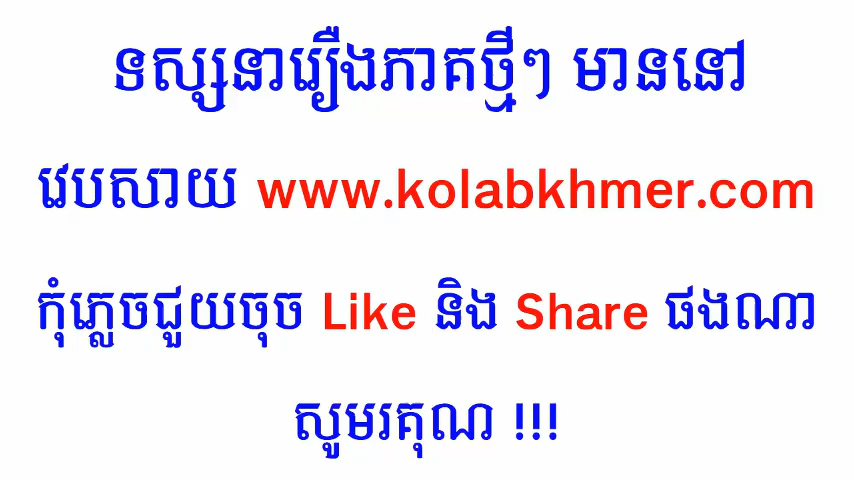 ទស្សនារឿងភាគថ្មីៗ មាននៅ
វេបសាយ www.kolabkhmer.com
កុំភ្លេចជួយចុច Like និង Share ផងណា
សូមរគុណ !!!